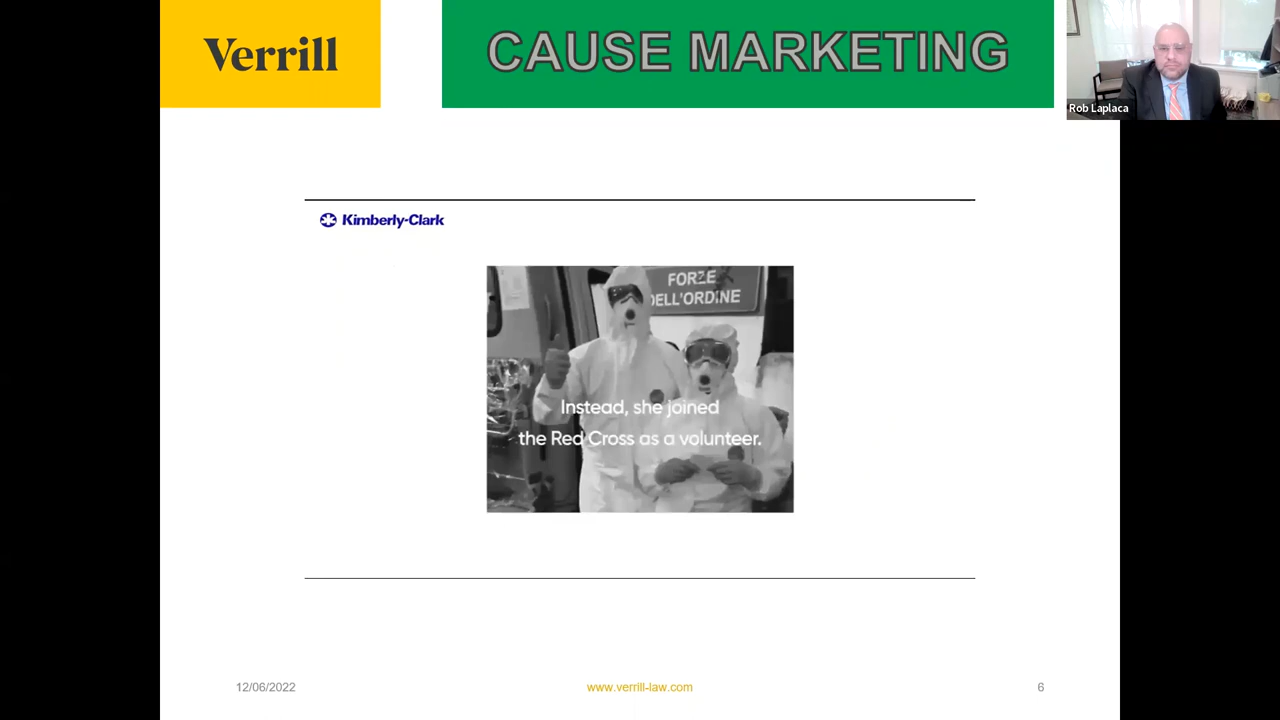 Verrill
CAUSE MARKETING
Rob Laplaca
Kimberly-Clark
FORZE
DELL'ORDINE
Instead, she joined
the Red Cross as a volunteer.
12/06/2022
www.verrill-law.com
6